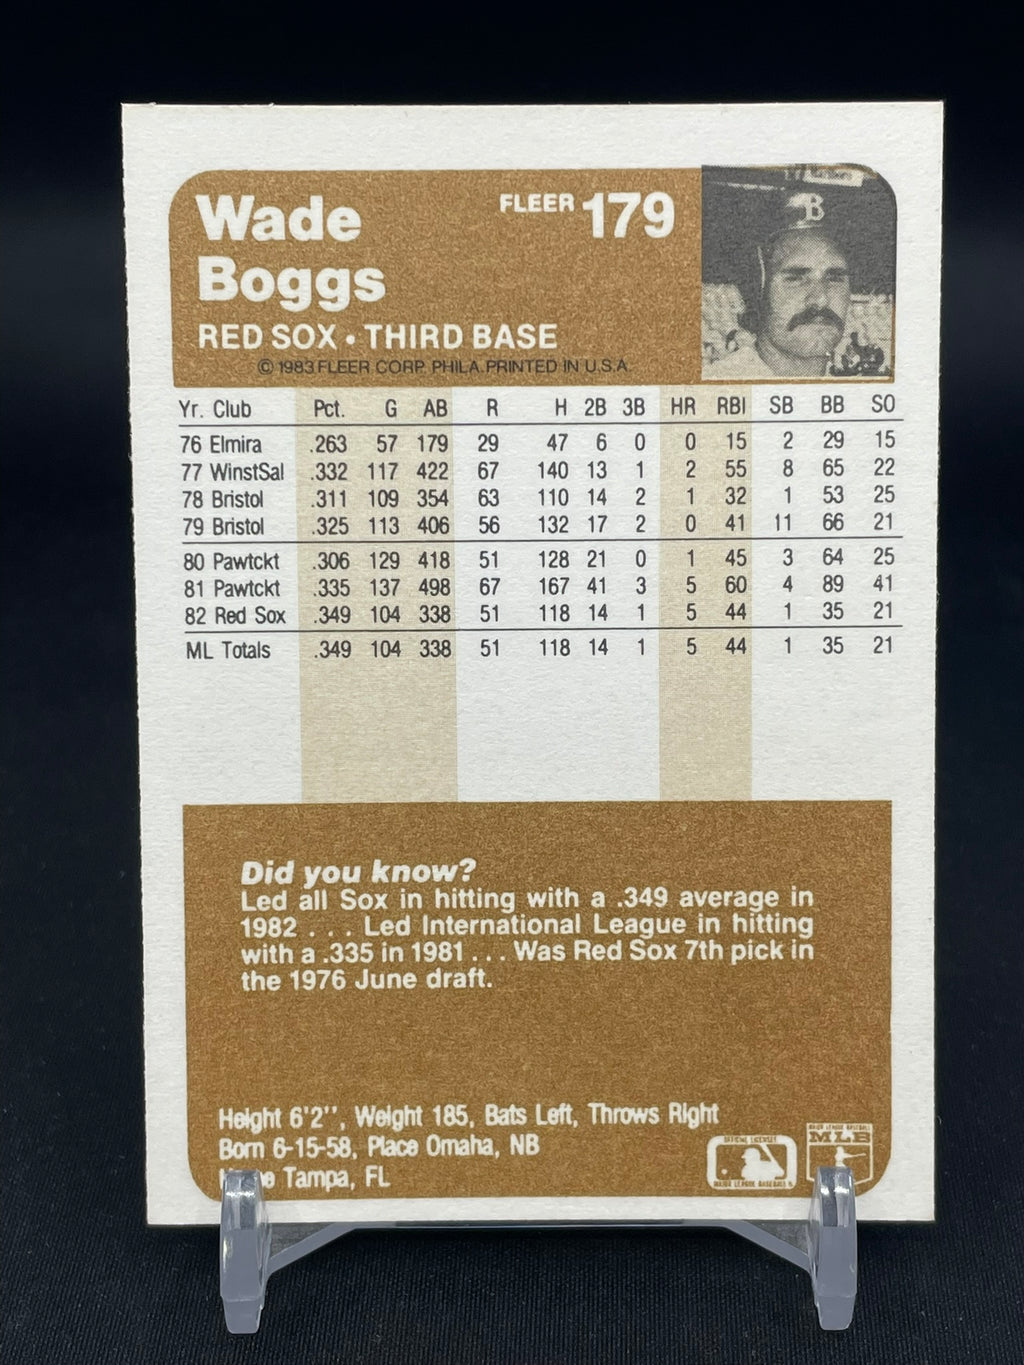 Wade
Boggs
FLEER 179
RED SOX • THIRD BASE
© 1983 FLEER CORP. PHILA. PRINTED IN U.S.A.
B
Yr. Club Pct. G AB R H 2B 3B HR RBI SB BB SO
76 Elmira .263 57 179 29 47 6 0 0 15 2 29 15
77 WinstSal .332 117 422 67 140 13 1 2 55 8 65 22
78 Bristol .311 109 354 63 110 14 2 1 32 1 53 25
79 Bristol .325 113 406 56 132 17 2 0 41 11 66 21
80 Pawtckt .306 129 418 51 128 21 0 1 45 3 64 25
81 Pawtckt .335 137 498 67 167 41 3 5 60 4 89 41
82 Red Sox .349 104 338 51 118 14 1 5 44 1 35 21
ML Totals .349 104 338 51 118 14 1 5 44 1 35 21
Did you know?
Led all Sox in hitting with a .349 average in
1982 . . . Led International League in hitting
with a .335 in 1981 . . . Was Red Sox 7th pick in
the 1976 June draft.
Height 6'2", Weight 185, Bats Left, Throws Right
Born 6-15-58, Place Omaha, NB
Tampa, FL
OFFICIAL LICENSEE
MAJOR LEAGUE BASEBALL
MAJOR LEAGUE BASEBALL
MLB